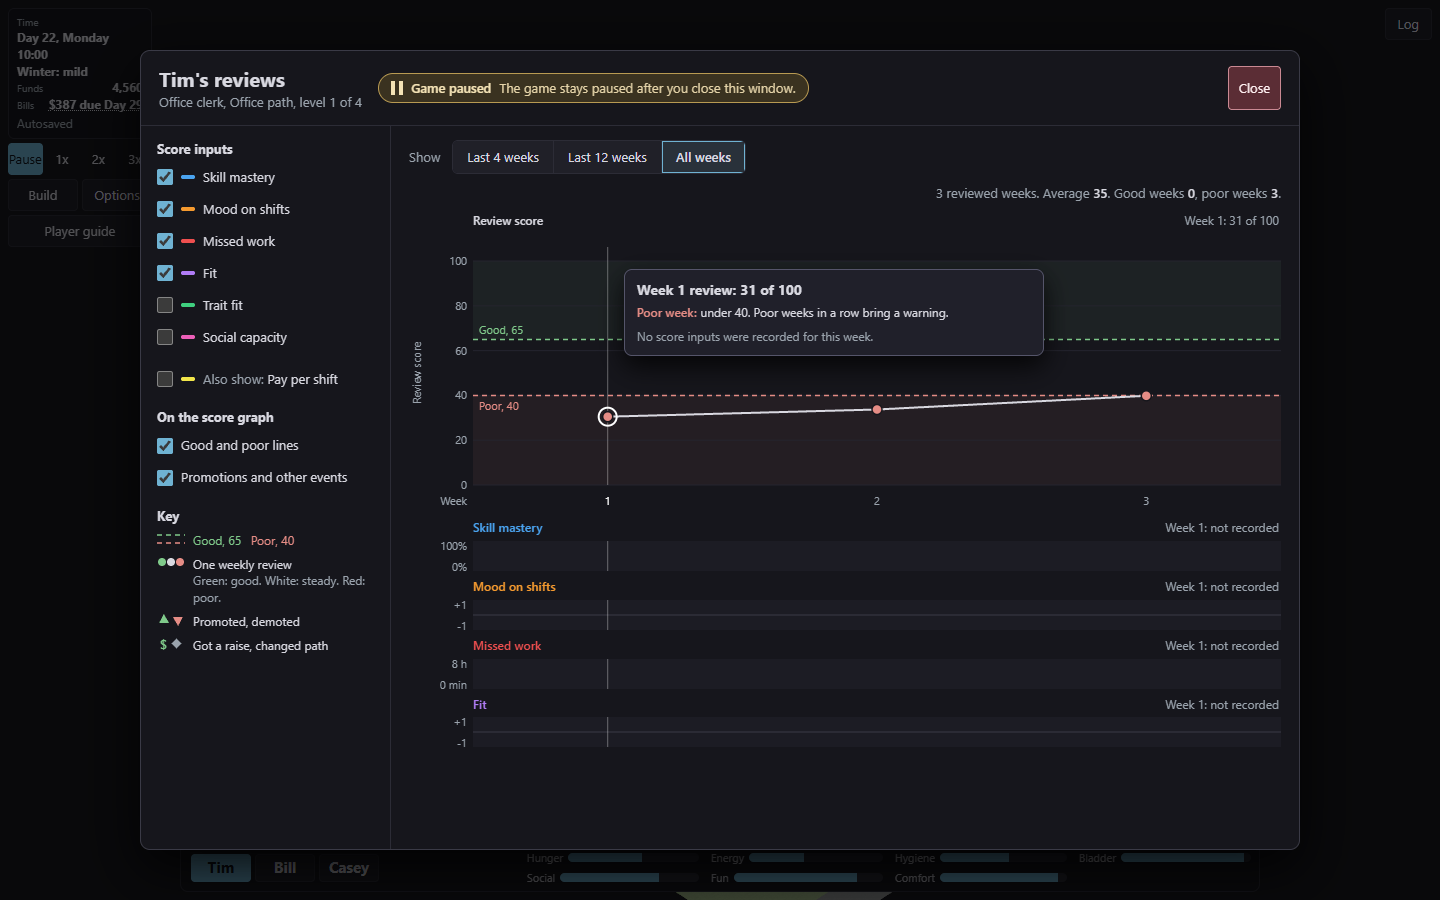 Time
Day 22, Monday
10:00
Winter: mild
Funds 4,560
Bills $387 due Day 29
Autosaved
Pause 1x 2x 3x
Build Options
Player guide
Log
Tim's reviews
Office clerk, Office path, level 1 of 4
Game paused The game stays paused after you close this window.
Close
Score inputs
Skill mastery
Mood on shifts
Missed work
Fit
Trait fit
Social capacity
Also show: Pay per shift
On the score graph
Good and poor lines
Promotions and other events
Key
Good, 65 Poor, 40
One weekly review
Green: good. White: steady. Red:
poor.
Promoted, demoted
$ Got a raise, changed path
Show Last 4 weeks Last 12 weeks All weeks
3 reviewed weeks. Average 35. Good weeks 0, poor weeks 3.
Review score Week 1: 31 of 100
Review score
100
80
60
40
20
0
Good, 65
Poor, 40
Week 1 review: 31 of 100
Poor week: under 40. Poor weeks in a row bring a warning.
No score inputs were recorded for this week.
Week 1 2 3
Skill mastery Week 1: not recorded
100%
0%
Mood on shifts Week 1: not recorded
+1
-1
Missed work Week 1: not recorded
8 h
0 min
Fit Week 1: not recorded
+1
-1
Tim Bill Casey
Hunger Energy Hygiene Bladder
Social Fun Comfort